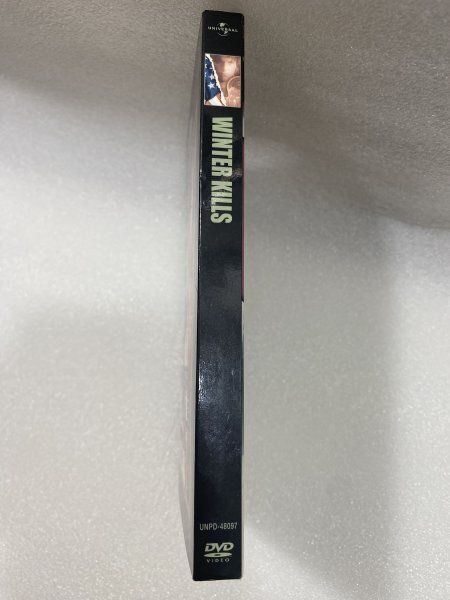 UNIVERSAL
WINTER KILLS
UNPD-48097
DVD
VIDEO